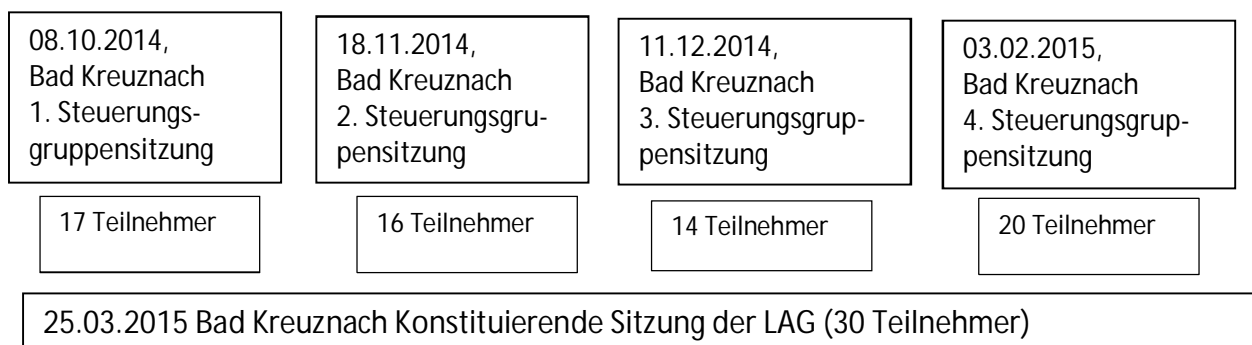 08.10.2014,
Bad Kreuznach
1. Steuerungs-
gruppensitzung
17 Teilnehmer
18.11.2014,
Bad Kreuznach
2. Steuerungsgru-
pensitzung
16 Teilnehmer
11.12.2014,
Bad Kreuznach
3. Steuerungsgrup-
pensitzung
14 Teilnehmer
03.02.2015,
Bad Kreuznach
4. Steuerungsgrup-
pensitzung
20 Teilnehmer
25.03.2015 Bad Kreuznach Konstituierende Sitzung der LAG (30 Teilnehmer)